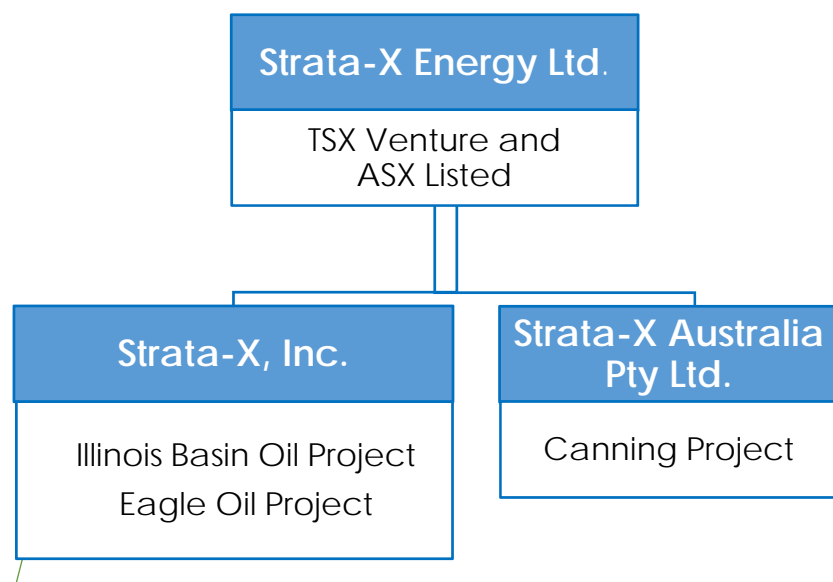 Strata-X Energy Ltd.
TSX Venture and
ASX Listed
Strata-X, Inc.
Illinois Basin Oil Project
Eagle Oil Project
Strata-X Australia
Pty Ltd.
Canning Project